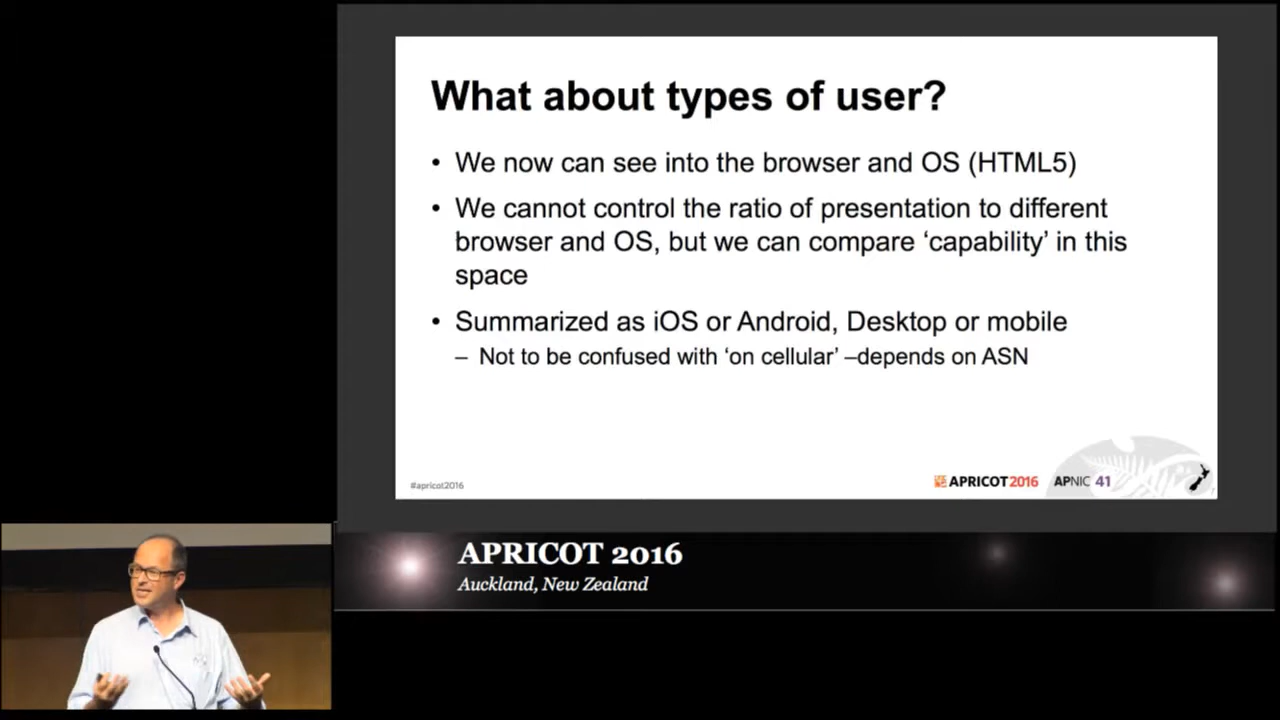 What about types of user?
• We now can see into the browser and OS (HTML5)
• We cannot control the ratio of presentation to different
browser and OS, but we can compare ‘capability’ in this
space
• Summarized as iOS or Android, Desktop or mobile
– Not to be confused with ‘on cellular’ –depends on ASN
#apricot2016
APRICOT2016
APNIC 41
APRICOT 2016
Auckland, New Zealand